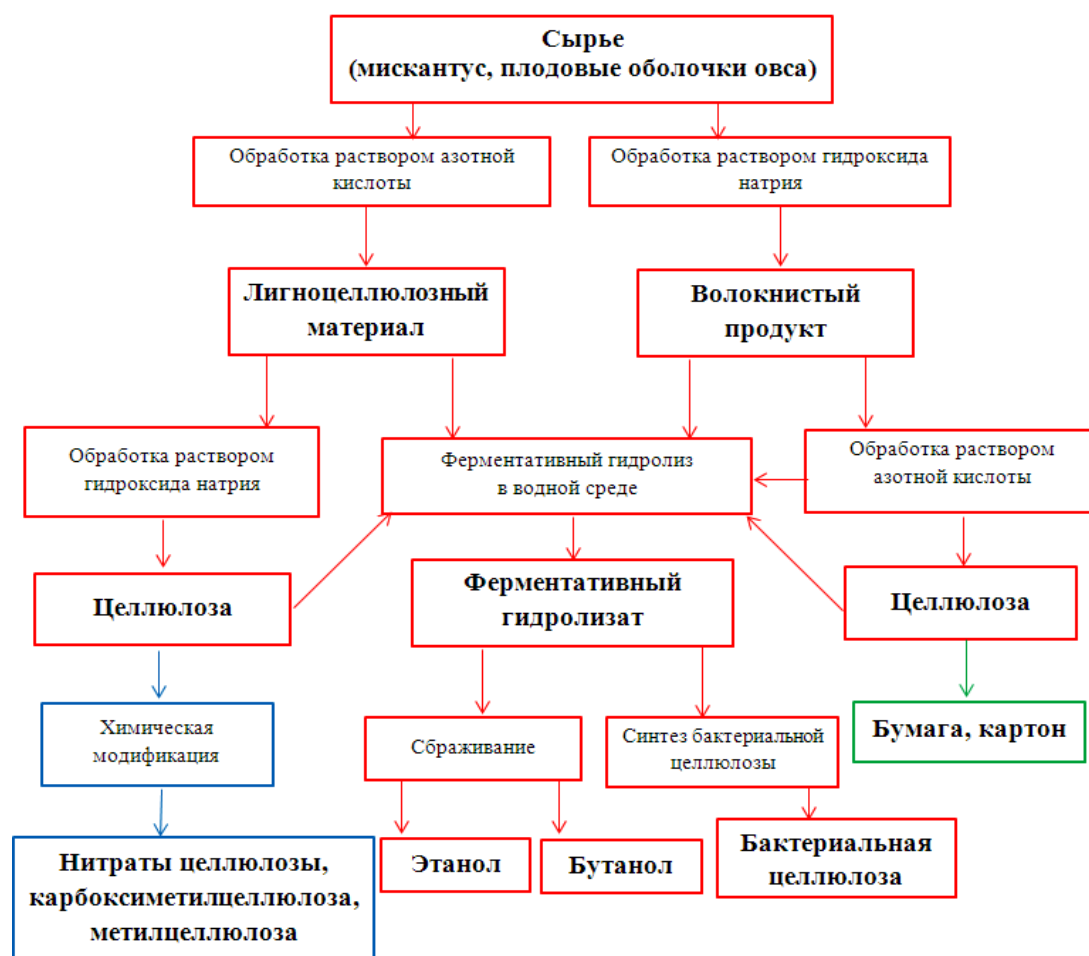 Сырье
(мискантус, плодовые оболочки овса)
Обработка раствором азотной
кислоты
Обработка раствором гидроксида
натрия
Лигноцеллюлозный
материал
Волокнистый
продукт
Обработка раствором
гидроксида натрия
Ферментативный гидролиз
в водной среде
Обработка раствором
азотной кислоты
Целлюлоза
Ферментативный
гидролизат
Целлюлоза
Химическая
модификация
Сбраживание
Синтез бактериальной
целлюлозы
Бумага, картон
Нитраты целлюлозы,
карбоксиметилцеллюлоза,
метилцеллюлоза
Этанол
Бутанол
Бактериальная
целлюлоза